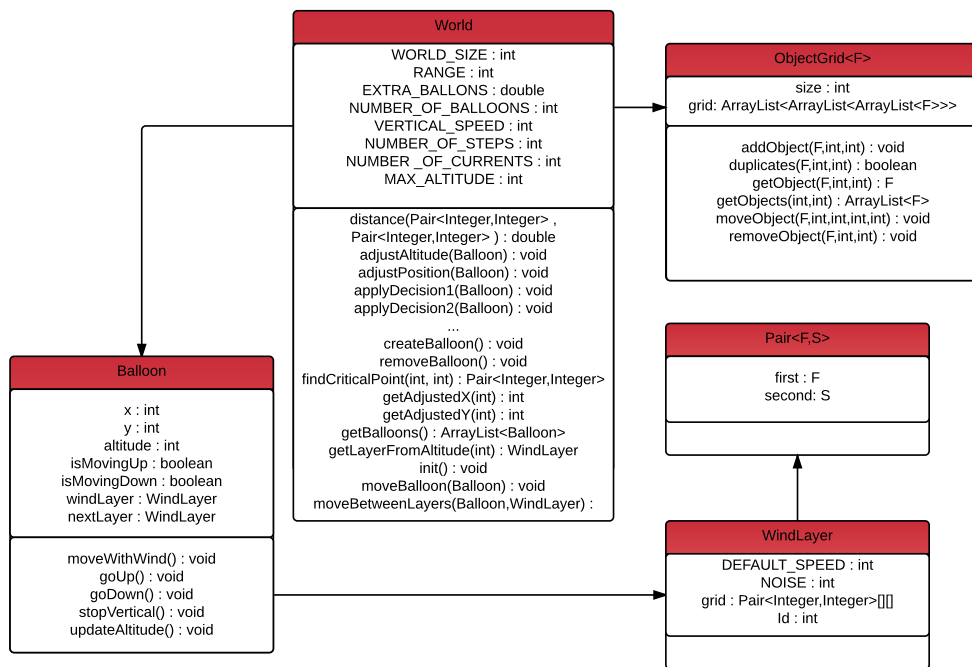 World
WORLD_SIZE : int
RANGE : int
EXTRA_BALLONS : double
NUMBER_OF_BALLOONS : int
VERTICAL_SPEED : int
NUMBER_OF_STEPS : int
NUMBER _OF_CURRENTS : int
MAX_ALTITUDE : int
distance(Pair<Integer,Integer> ,
Pair<Integer,Integer> ) : double
adjustAltitude(Balloon) : void
adjustPosition(Balloon) : void
applyDecision1(Balloon) : void
applyDecision2(Balloon) : void
...
createBalloon() : void
removeBalloon() : void
findCriticalPoint(int, int) : Pair<Integer,Integer>
getAdjustedX(int) : int
getAdjustedY(int) : int
getBalloons() : ArrayList<Balloon>
getLayerFromAltitude(int) : WindLayer
init() : void
moveBalloon(Balloon) : void
moveBetweenLayers(Balloon,WindLayer) :
ObjectGrid<F>
size : int
grid: ArrayList<ArrayList<ArrayList<F>>>
addObject(F,int,int) : void
duplicates(F,int,int) : boolean
getObject(F,int,int) : F
getObjects(int,int) : ArrayList<F>
moveObject(F,int,int,int,int) : void
removeObject(F,int,int) : void
Balloon
x : int
y : int
altitude : int
isMovingUp : boolean
isMovingDown : boolean
windLayer : WindLayer
nextLayer : WindLayer
moveWithWind() : void
goUp() : void
goDown() : void
stopVertical() : void
updateAltitude() : void
Pair<F,S>
first : F
second: S
WindLayer
DEFAULT_SPEED : int
NOISE : int
grid : Pair<Integer,Integer>[][]
Id : int